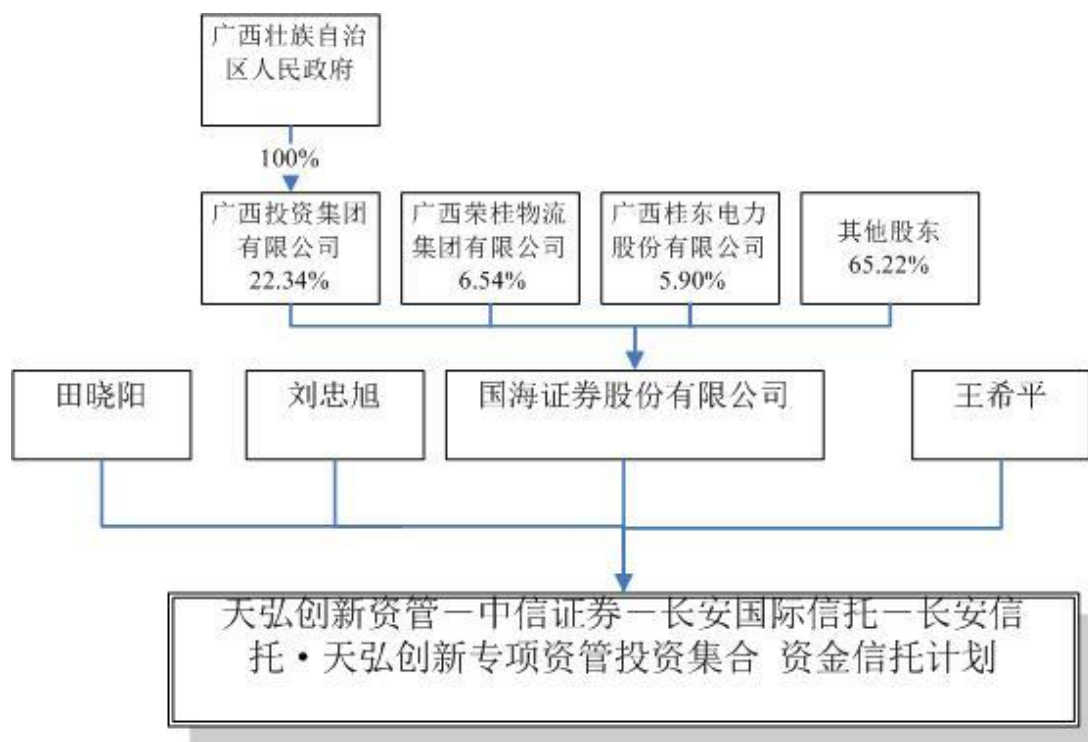 广西壮族自治
区人民政府
100%
广西投资集团
有限公司
22.34%
广西荣桂物流
集团有限公司
6.54%
广西桂东电力
股份有限公司
5.90%
其他股东
65.22%
田晓阳
刘忠旭
国海证券股份有限公司
王希平
天弘创新资管－中信证券－长安国际信托－长安信
托·天弘创新专项资管投资集合 资金信托计划